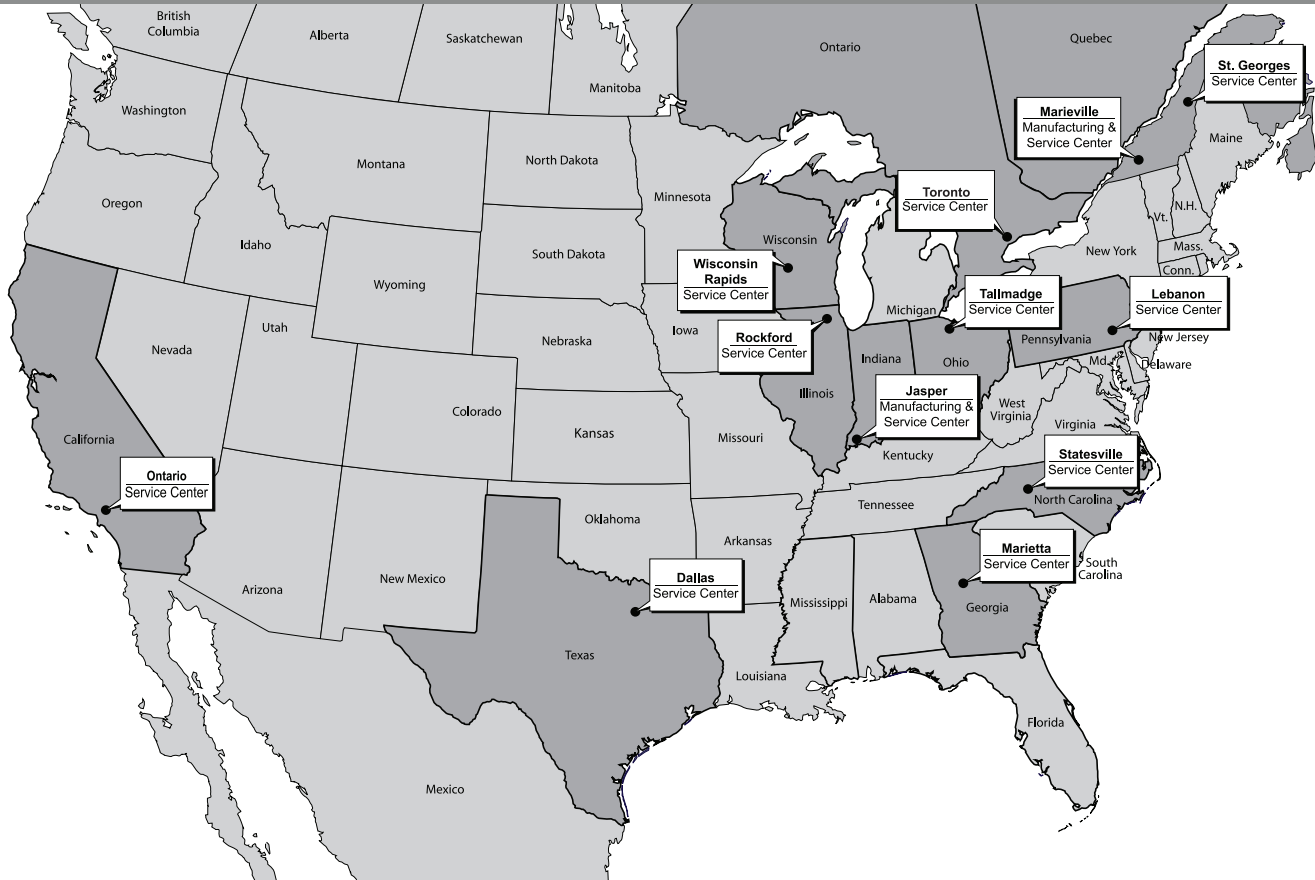 British
Columbia
Alberta
Saskatchewan
Manitoba
Ontario
Quebec
St. Georges
Service Center
Marieville
Manufacturing &
Service Center
Washington
Montana
North Dakota
Minnesota
Maine
Oregon
Idaho
Wyoming
South Dakota
Wisconsin
Toronto
Service Center
Vt.
N.H.
New York
Mass.
Conn.
Wisconsin
Rapids
Service Center
Michigan
Tallmadge
Service Center
Lebanon
Service Center
Nevada
Utah
Nebraska
Iowa
Rockford
Service Center
Indiana
Ohio
Pennsylvania
New Jersey
Md.
Delaware
California
Colorado
Kansas
Missouri
Illinois
Jasper
Manufacturing &
Service Center
West
Virginia
Virginia
Kentucky
Ontario
Service Center
Statesville
Service Center
North Carolina
Tennessee
Arizona
New Mexico
Oklahoma
Arkansas
Dallas
Service Center
Marietta
Service Center
South
Carolina
Mississippi
Alabama
Georgia
Texas
Louisiana
Florida
Mexico